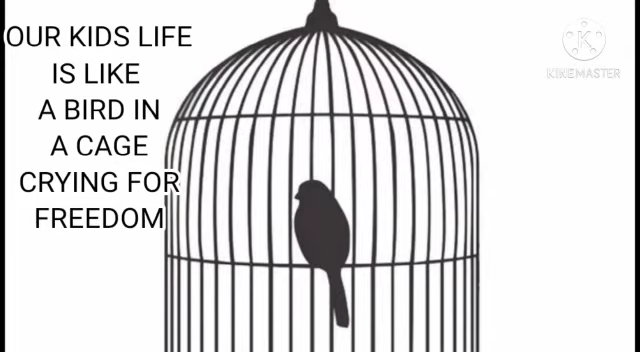 OUR KIDS LIFE
IS LIKE
A BIRD IN
A CAGE
CRYING FOR
FREEDOM
K
KINEMASTER